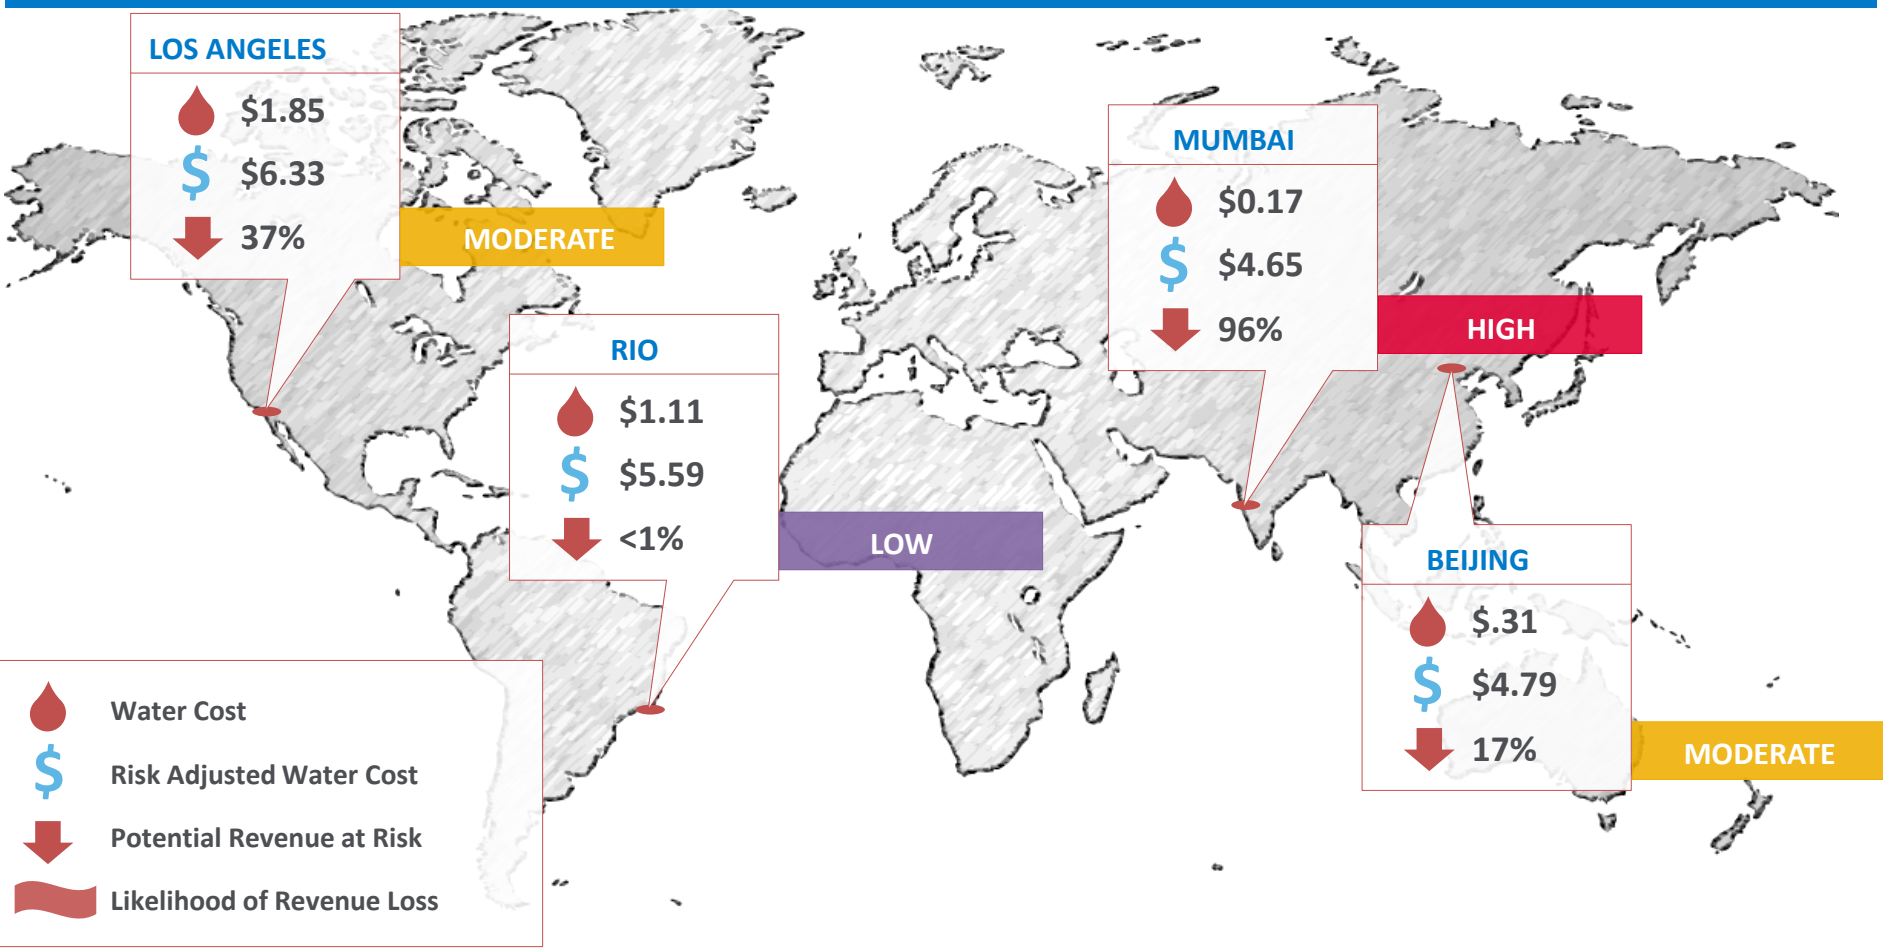 LOS ANGELES
$1.85
$
$6.33
37%
MODERATE
RIO
$1.11
$
$5.59
<1%
LOW
MUMBAI
$0.17
$
$4.65
96%
HIGH
BEIJING
$.31
$
$4.79
17%
MODERATE
Water Cost
$
Risk Adjusted Water Cost
Potential Revenue at Risk
Likelihood of Revenue Loss